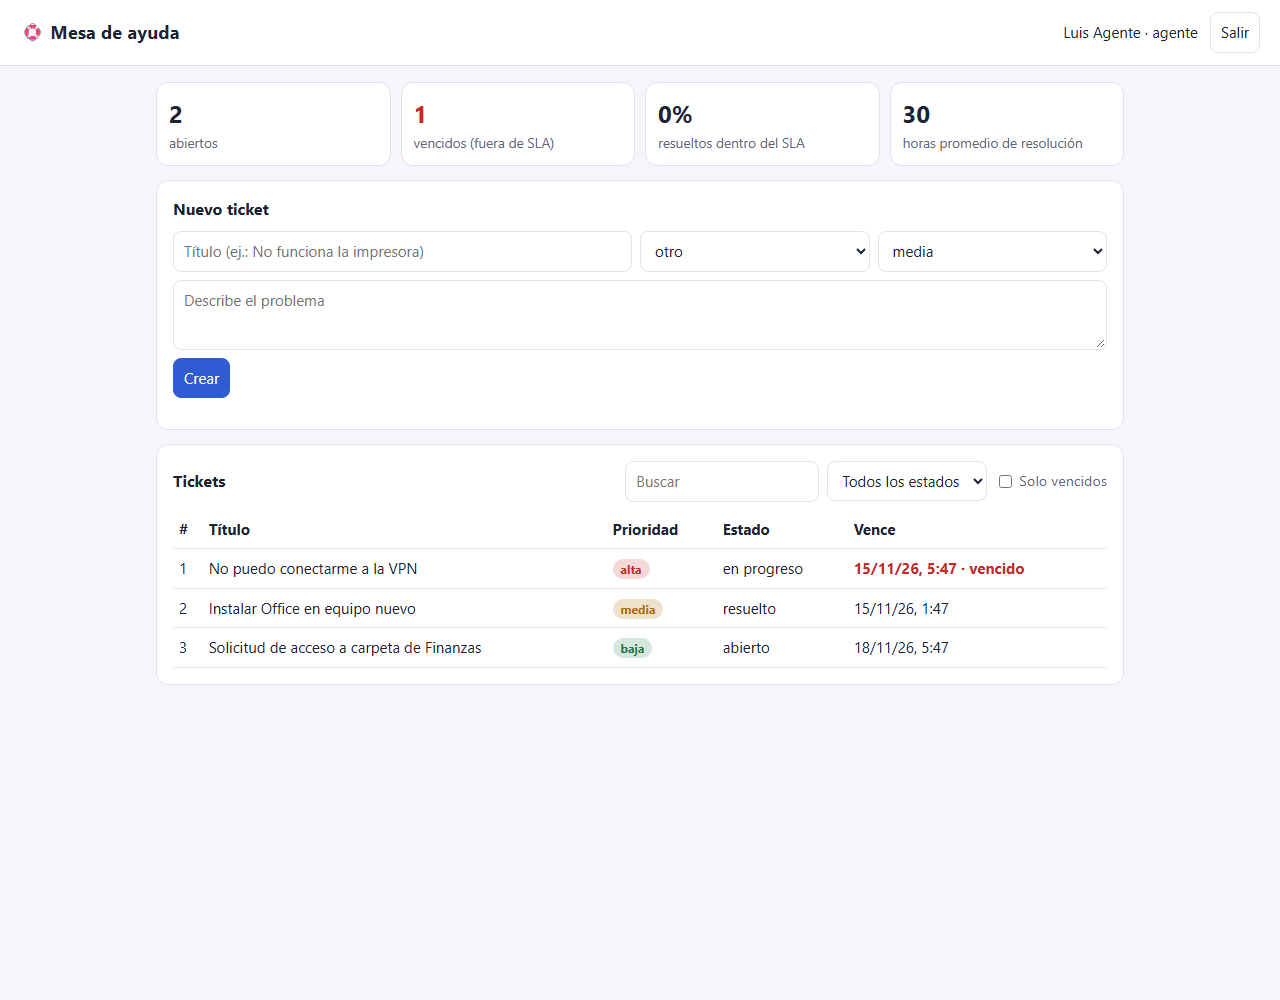 Mesa de ayuda
Luis Agente · agente
Salir
2
abiertos
1
vencidos (fuera de SLA)
0%
resueltos dentro del SLA
30
horas promedio de resolución
Nuevo ticket
Título (ej.: No funciona la impresora)
otro
media
Describe el problema
Crear
Tickets
Buscar
Todos los estados
Solo vencidos
# Título Prioridad Estado Vence
1 No puedo conectarme a la VPN alta en progreso 15/11/26, 5:47 · vencido
2 Instalar Office en equipo nuevo media resuelto 15/11/26, 1:47
3 Solicitud de acceso a carpeta de Finanzas baja abierto 18/11/26, 5:47